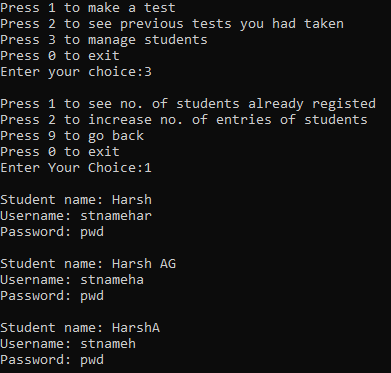 Press 1 to make a test
Press 2 to see previous tests you had taken
Press 3 to manage students
Press 0 to exit
Enter your choice:3
Press 1 to see no. of students already registed
Press 2 to increase no. of entries of students
Press 9 to go back
Press 0 to exit
Enter Your Choice:1
Student name: Harsh
Username: stnamehar
Password: pwd
Student name: Harsh AG
Username: stnameha
Password: pwd
Student name: HarshA
Username: stnameh
Password: pwd